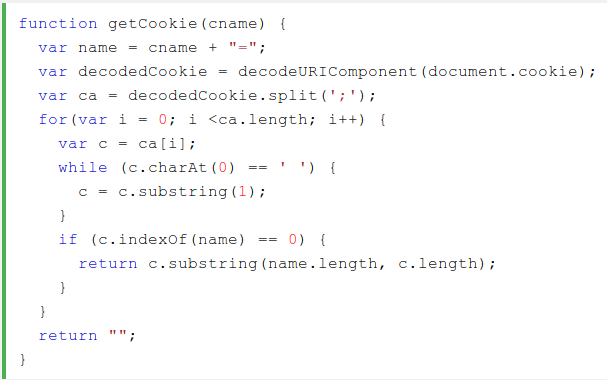 function getCookie(cname) {
  var name = cname + "=";
  var decodedCookie = decodeURIComponent(document.cookie);
  var ca = decodedCookie.split(';');
  for(var i = 0; i <ca.length; i++) {
    var c = ca[i];
    while (c.charAt(0) == ' ') {
      c = c.substring(1);
    }
    if (c.indexOf(name) == 0) {
      return c.substring(name.length, c.length);
    }
  }
  return "";
}